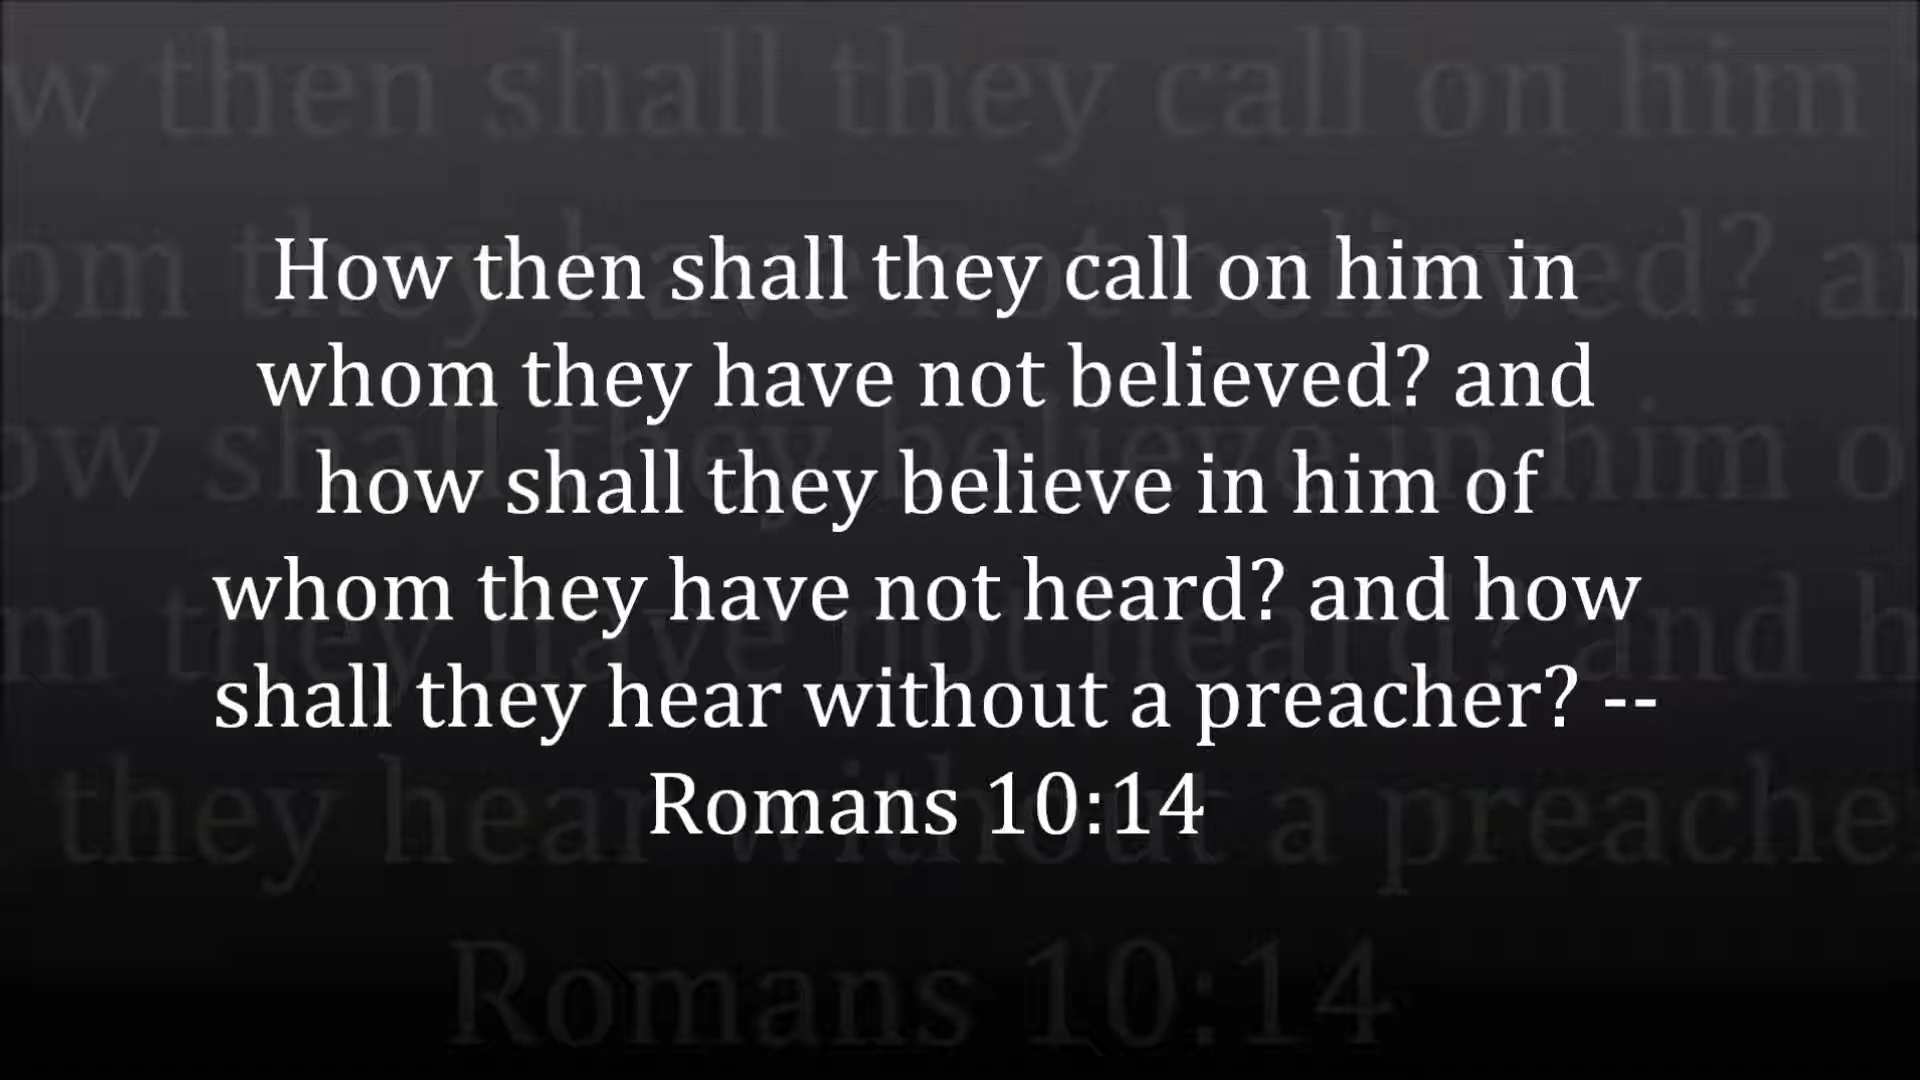 How then shall they call on him in
whom they have not believed? and
how shall they believe in him of
whom they have not heard? and how
shall they hear without a preacher? --
Romans 10:14